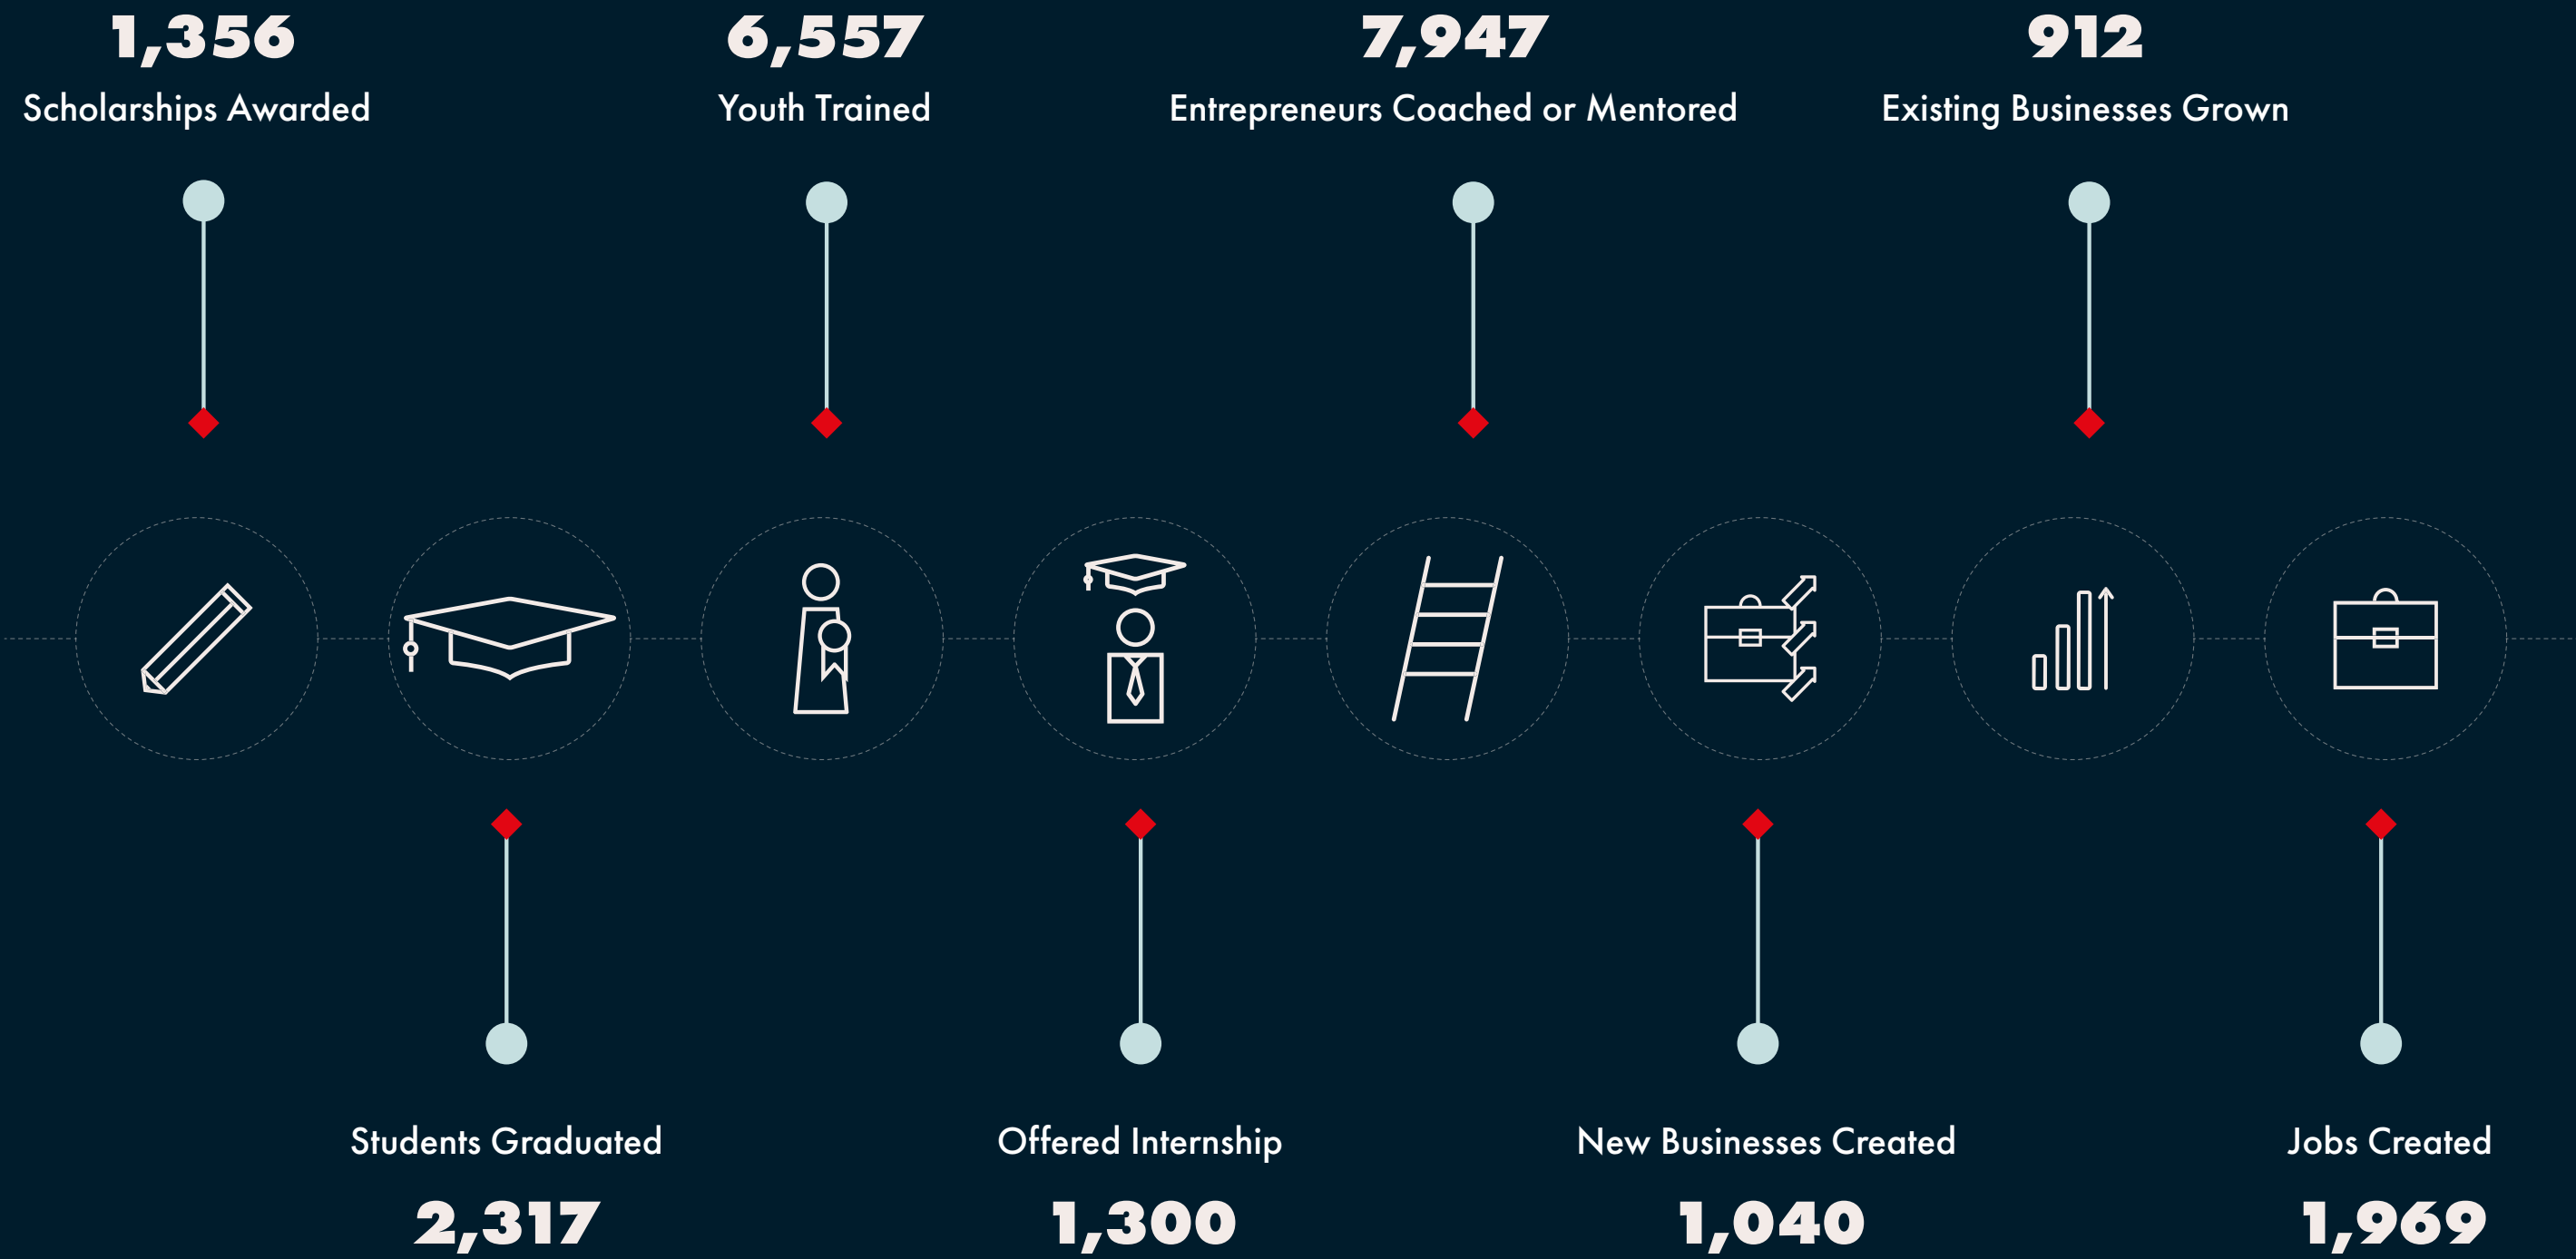 1,356
Scholarships Awarded
6,557
Youth Trained
7,947
Entrepreneurs Coached or Mentored
912
Existing Businesses Grown
Students Graduated
2,317
Offered Internship
1,300
New Businesses Created
1,040
Jobs Created
1,969